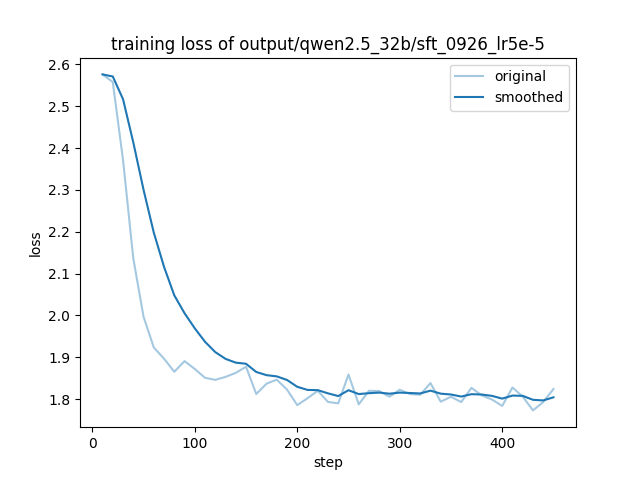 training loss of output/qwen2.5_32b/sft_0926_lr5e-5
original
smoothed
2.6
2.5
2.4
2.3
2.2
2.1
2.0
1.9
1.8
loss
0
100
200
300
400
step